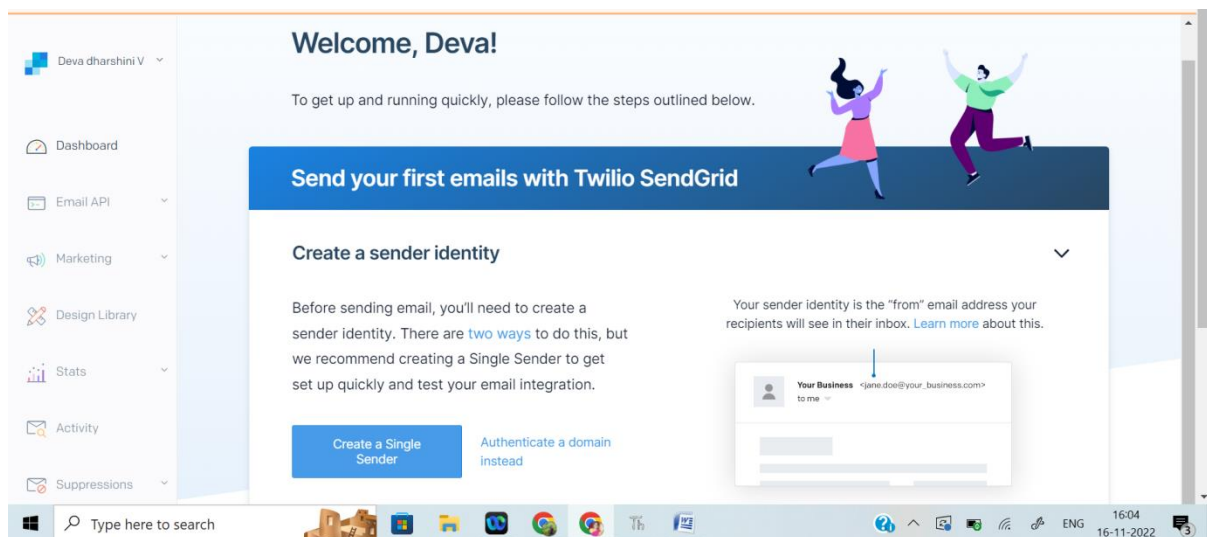 Deva dharshini V
Dashboard
Email API
Marketing
Design Library
Stats
Activity
Suppressions
Welcome, Deva!
To get up and running quickly, please follow the steps outlined below.
Send your first emails with Twilio SendGrid
Create a sender identity
Before sending email, you'll need to create a
sender identity. There are two ways to do this, but
we recommend creating a Single Sender to get
set up quickly and test your email integration.
Create a Single
Sender
Authenticate a domain
instead
Your sender identity is the "from" email address your
recipients will see in their inbox. Learn more about this.
Your Business <jane.doe@your_business.com>
to me
Type here to search
Th
ENG
16:04
16-11-2022
3